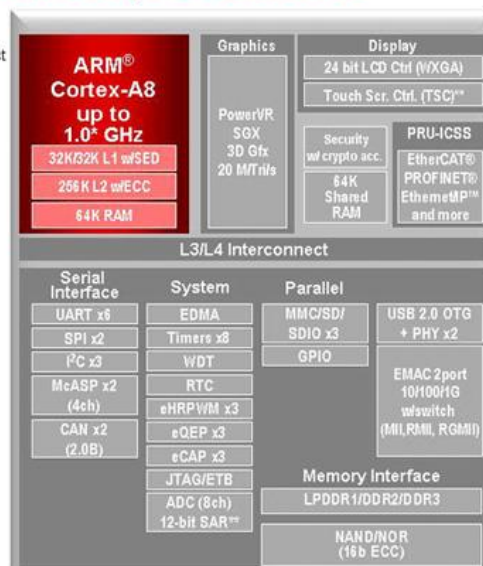 st
ARM®
Cortex-A8
up to
1.0* GHz
32K/32K L1 w/SED
256K L2 w/ECC
64K RAM
Graphics
PowerVR
SGX
3D Gfx
20 M/Tri/s
Display
24 bit LCD Ctrl (WXGA)
Touch Scr. Ctrl. (TSC)**
Security
w/ crypto acc.
64K
Shared
RAM
PRU-ICSS
EtherCAT®
PROFINET®
EthernetIP™
and more
L3/L4 Interconnect
Serial
Interface
UART x6
SPI x2
I²C x3
McASP x2
(4ch)
CAN x2
(2.0B)
System
EDMA
Timers x8
WDT
RTC
eHRPWM x3
eQEP x3
eCAP x3
JTAG/ETB
ADC (8ch)
12-bit SAR**
Parallel
MMC/SD/
SDIO x3
GPIO
USB 2.0 OTG
+ PHY x2
EMAC 2port
10/100/1G
w/switch
(MII,RMII, RGMII)
Memory Interface
LPDDR1/DDR2/DDR3
NAND/NOR
(16b ECC)